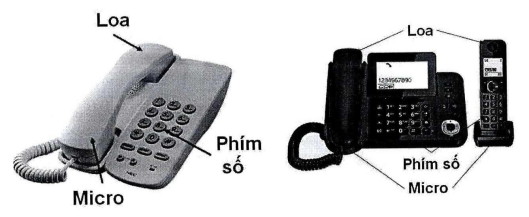 Loa
Phím
số
Micro
Loa
1234567890
Phím số
Micro